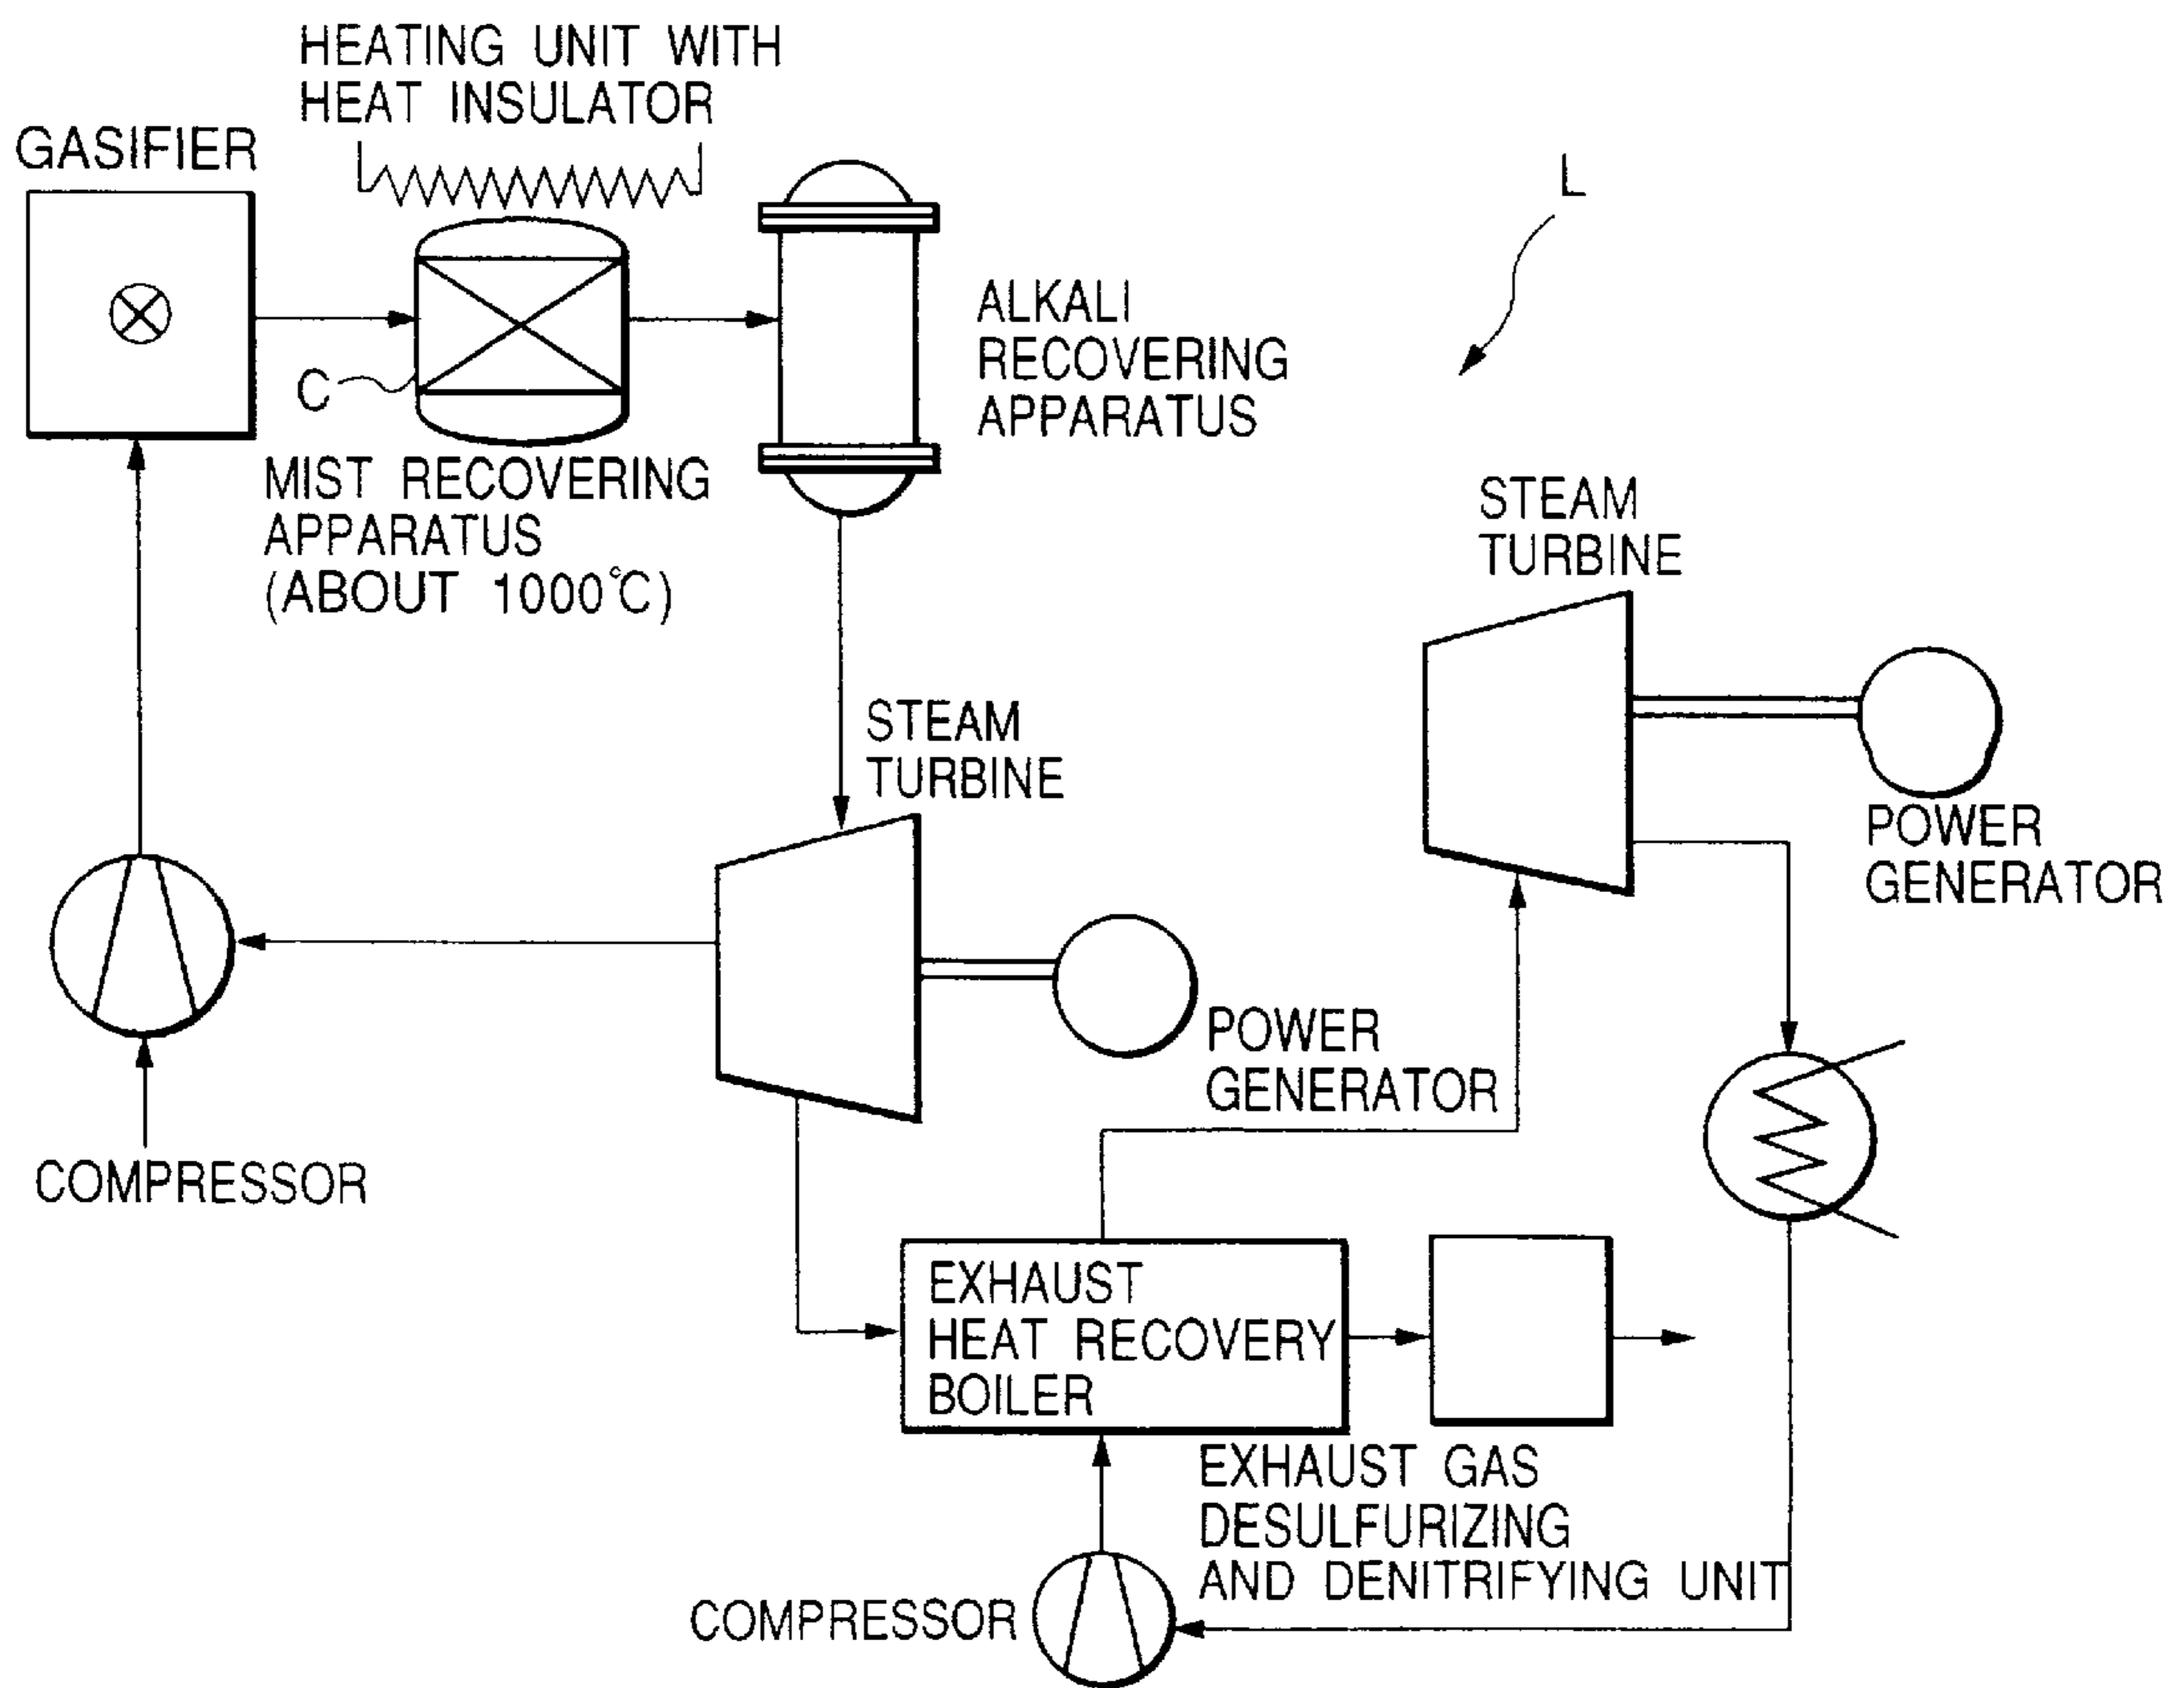 HEATING UNIT WITH
HEAT INSULATOR
GASIFIER
L
ALKALI
RECOVERING
APPARATUS
C
MIST RECOVERING
APPARATUS
(ABOUT 1000°C)
STEAM
TURBINE
STEAM
TURBINE
POWER
GENERATOR
POWER
GENERATOR
COMPRESSOR
EXHAUST
HEAT RECOVERY
BOILER
EXHAUST GAS
DESULFURIZING
AND DENITRIFYING UNIT
COMPRESSOR